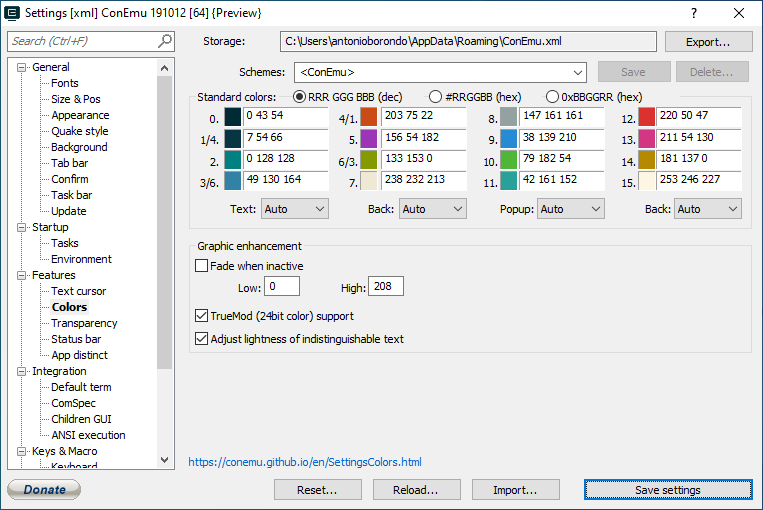 Settings [xml] ConEmu 191012 [64] {Preview}
?
Search (Ctrl+F)
Storage: C:\Users\antonioborondo\AppData\Roaming\ConEmu.xml Export...
Schemes: <ConEmu> Save Delete...
General
Fonts
Size & Pos
Appearance
Quake style
Background
Tab bar
Confirm
Task bar
Update
Startup
Tasks
Environment
Features
Text cursor
Colors
Transparency
Status bar
App distinct
Integration
Default term
ComSpec
Children GUI
ANSI execution
Keys & Macro
Keyboard
Standard colors: RRR GGG BBB (dec) #RRGGBB (hex) 0xBBGGRR (hex)
0. 0 43 54 4/1. 203 75 22 8. 147 161 161 12. 220 50 47
1/4. 7 54 66 5. 156 54 182 9. 38 139 210 13. 211 54 130
2. 0 128 128 6/3. 133 153 0 10. 79 182 54 14. 181 137 0
3/6. 49 130 164 7. 238 232 213 11. 42 161 152 15. 253 246 227
Text: Auto Back: Auto Popup: Auto Back: Auto
Graphic enhancement
Fade when inactive
Low: 0 High: 208
TrueMod (24bit color) support
Adjust lightness of indistinguishable text
https://conemu.github.io/en/SettingsColors.html
Donate Reset... Reload... Import... Save settings